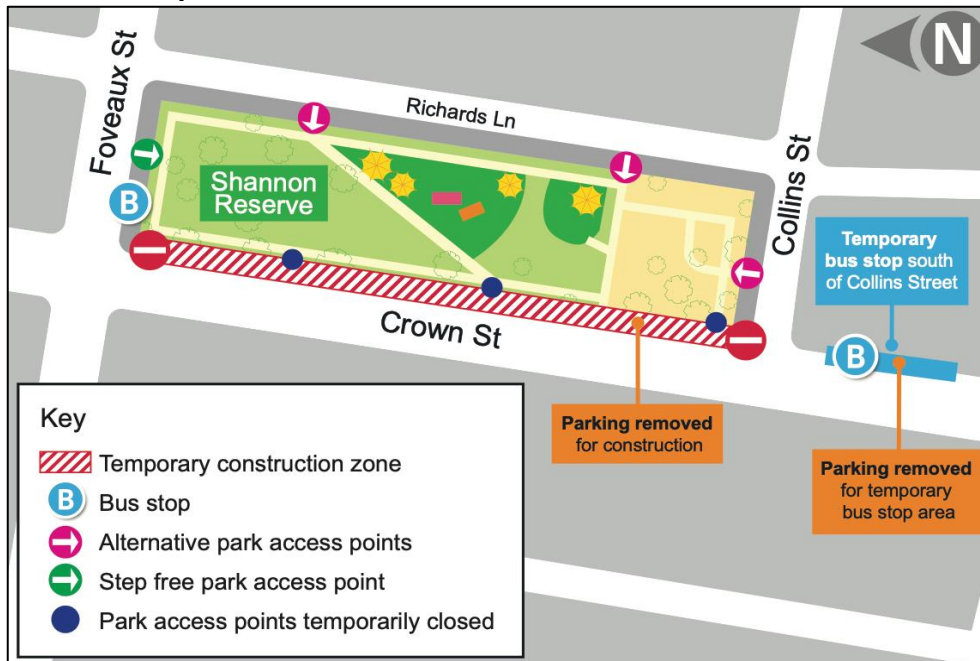 N
Foveaux St
Richards Ln
Collins St
Shannon
Reserve
B
Temporary
bus stop south
of Collins Street
Crown St
B
Parking removed
for construction
Parking removed
for temporary
bus stop area
Key
Temporary construction zone
B
Bus stop
Alternative park access points
Step free park access point
Park access points temporarily closed